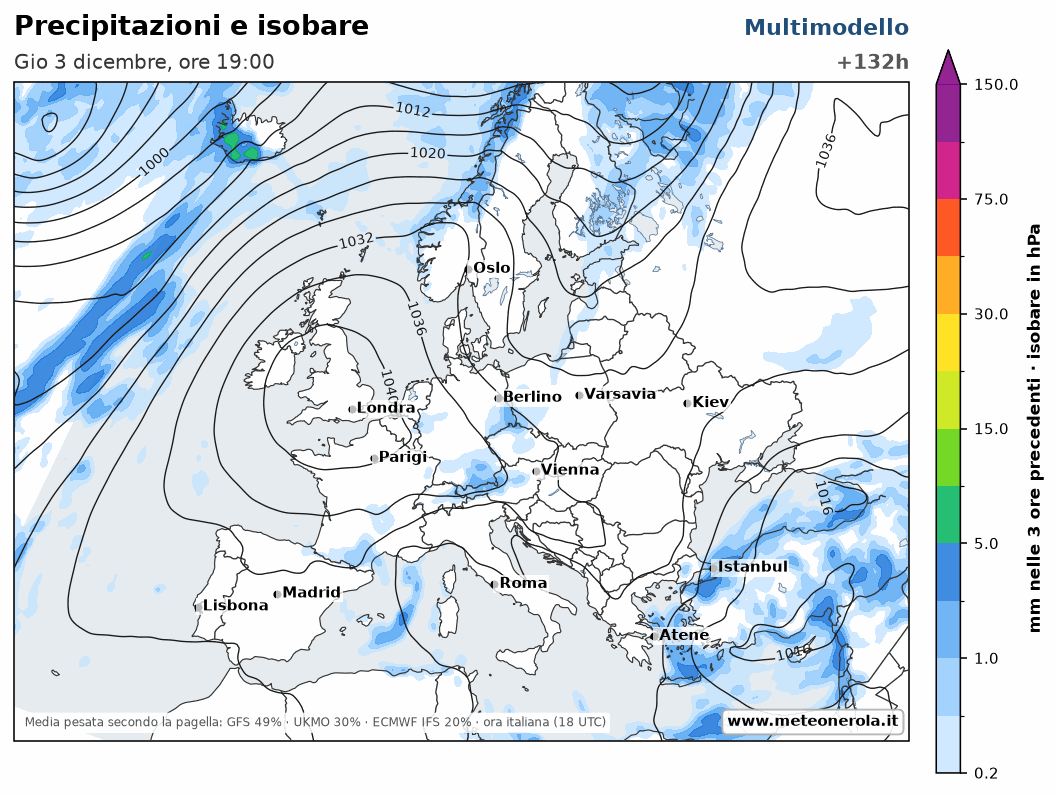 Precipitazioni e isobare
Multimodello
Gio 3 dicembre, ore 19:00
+132h
1012
1000
1020
1036
1032
Oslo
1036
1040
Londra
Berlino
Varsavia
Kiev
Parigi
Vienna
1016
Istanbul
Roma
Madrid
Lisbona
Atene
1016
Media pesata secondo la pagella: GFS 49% · UKMO 30% · ECMWF IFS 20% · ora italiana (18 UTC)
www.meteonerola.it
150.0
75.0
30.0
15.0
5.0
1.0
0.2
mm nelle 3 ore precedenti · isobare in hPa